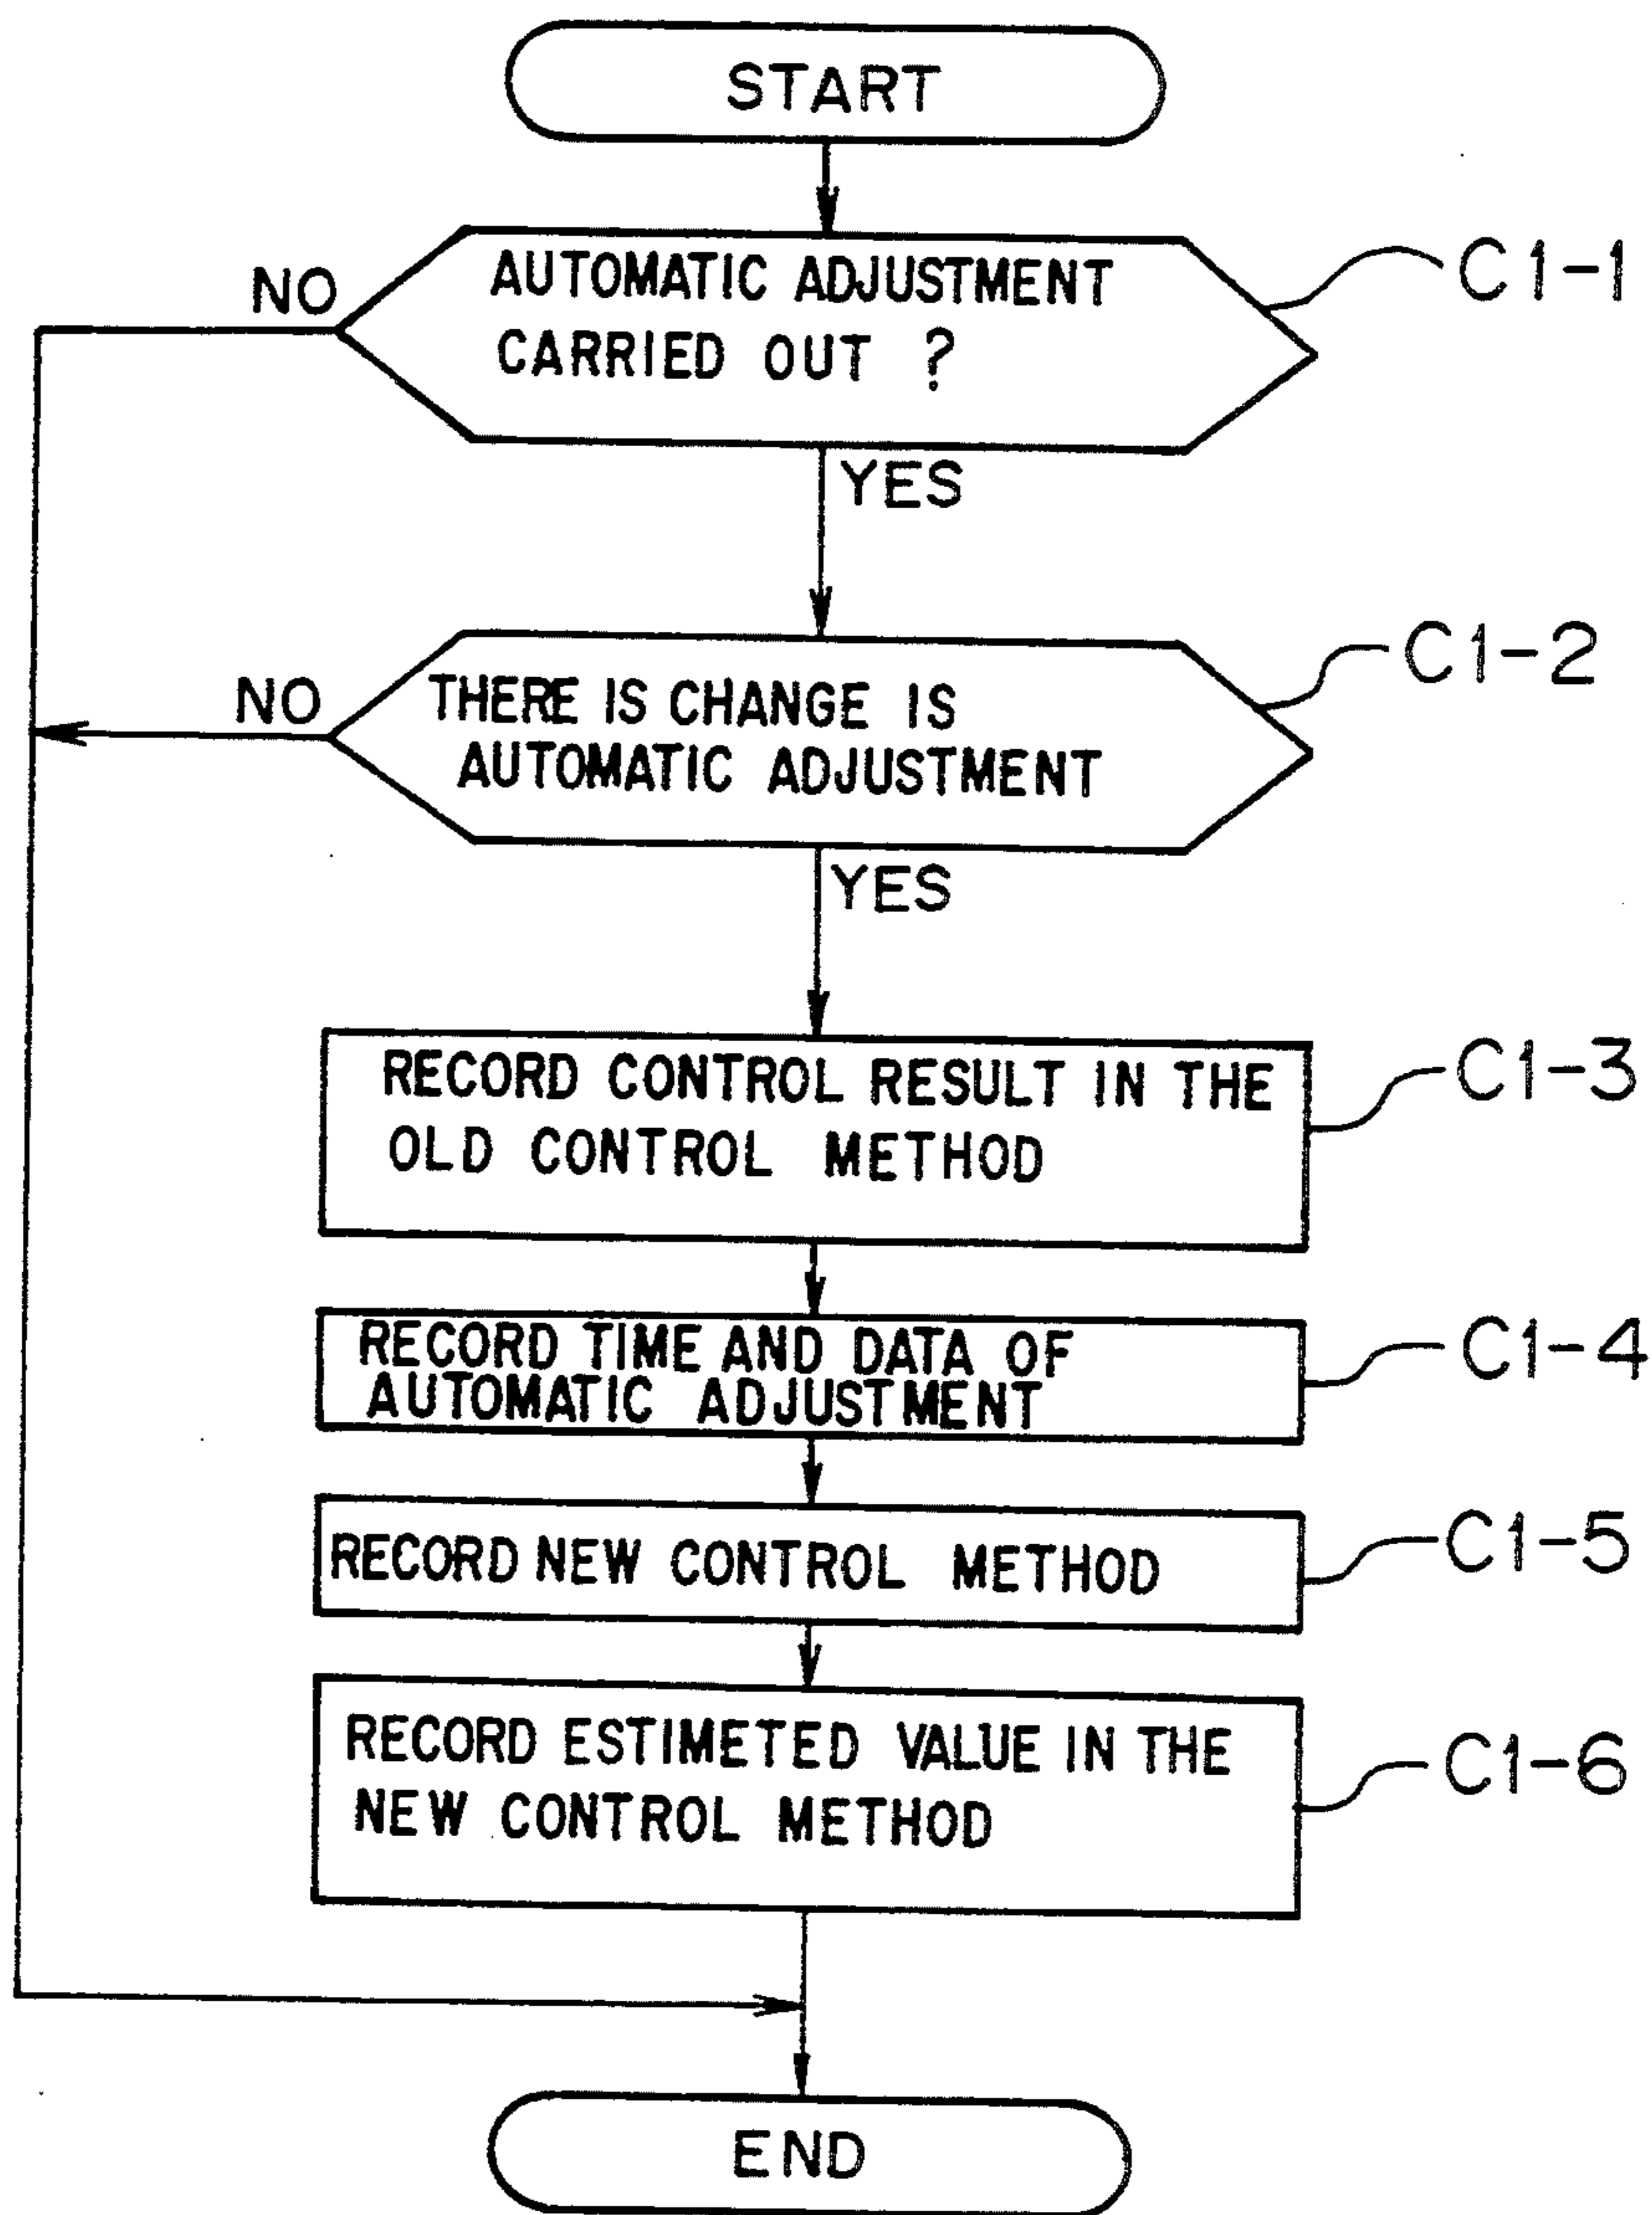 START
AUTOMATIC ADJUSTMENT
CARRIED OUT ?
C1-1
NO
YES
THERE IS CHANGE IS
AUTOMATIC ADJUSTMENT
C1-2
NO
YES
RECORD CONTROL RESULT IN THE
OLD CONTROL METHOD
C1-3
RECORD TIME AND DATA OF
AUTOMATIC ADJUSTMENT
C1-4
RECORD NEW CONTROL METHOD
C1-5
RECORD ESTIMETED VALUE IN THE
NEW CONTROL METHOD
C1-6
END